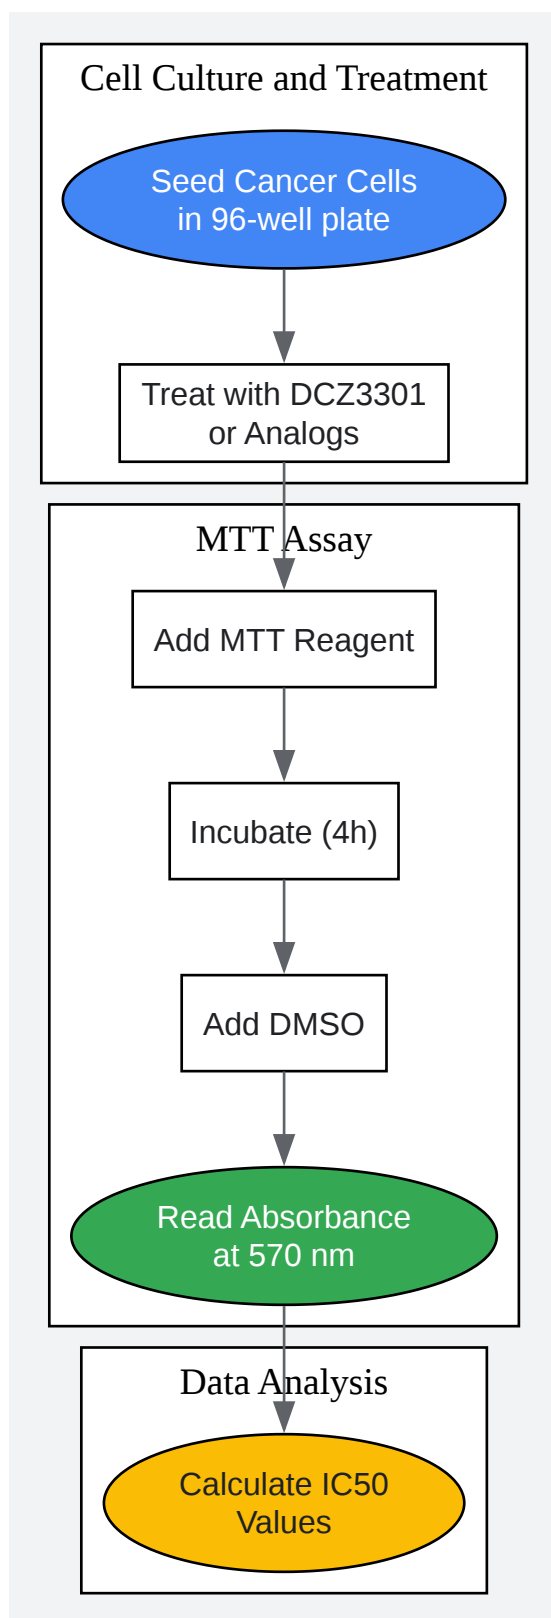 Cell Culture and Treatment
Seed Cancer Cells
in 96-well plate
Treat with DCZ3301
or Analogs
MTT Assay
Add MTT Reagent
Incubate (4h)
Add DMSO
Read Absorbance
at 570 nm
Data Analysis
Calculate IC50
Values